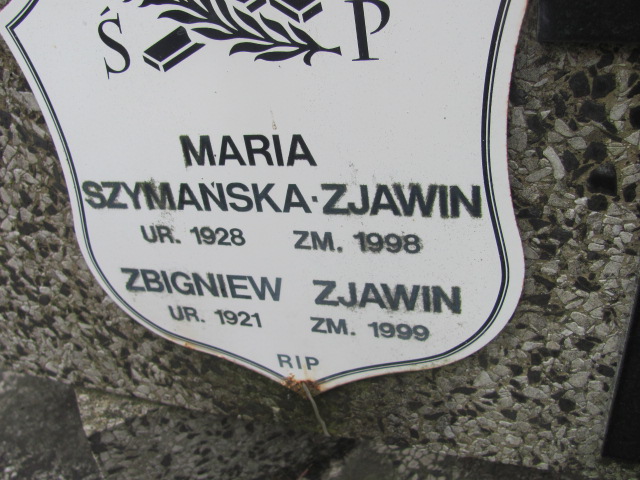 Ś P
MARIA
SZYMAŃSKA-ZJAWIN
UR. 1928 ZM. 1998
ZBIGNIEW ZJAWIN
UR. 1921 ZM. 1999
RIP